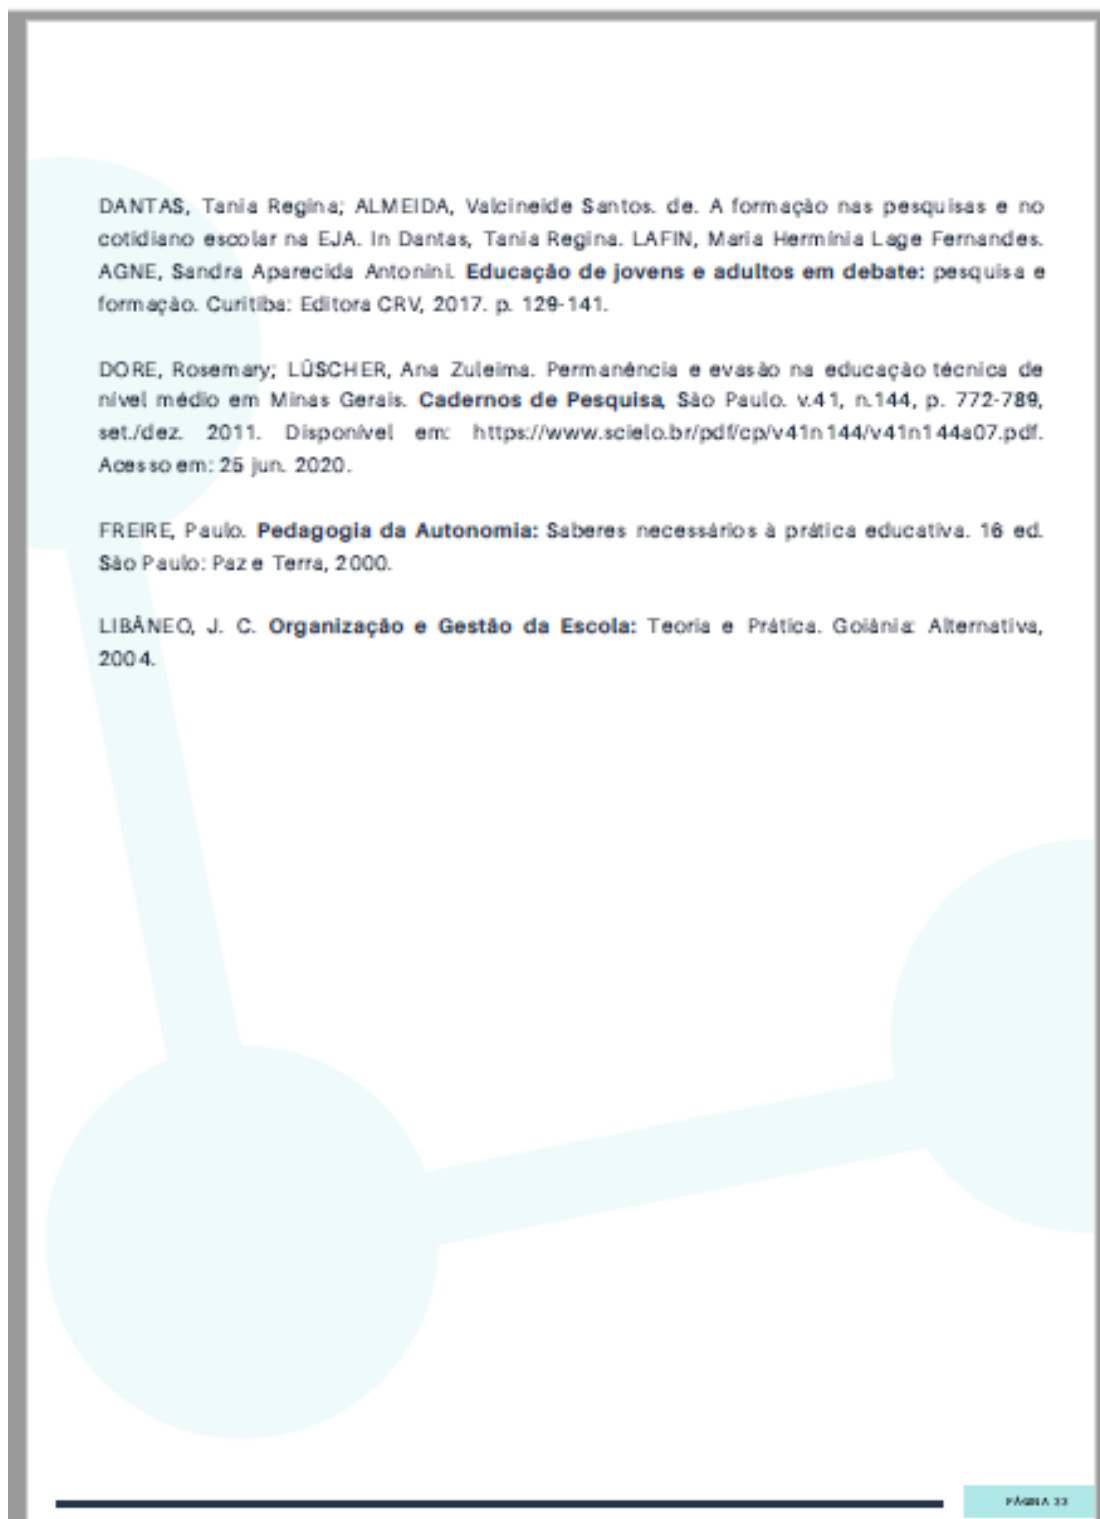 DANTAS, Tania Regina; ALMEIDA, Valcineide Santos. de. A formação nas pesquisas e no
cotidiano escolar na EJA. In Dantas, Tania Regina. LAFIN, Maria Hermínia Lage Fernandes.
AGNE, Sandra Aparecida Antonini. Educação de jovens e adultos em debate: pesquisa e
formação. Curitiba: Editora CRV, 2017. p. 129-141.
DORE, Rosemary; LÜSCHER, Ana Zuleima. Permanência e evasão na educação técnica de
nível médio em Minas Gerais. Cadernos de Pesquisa, São Paulo. v.41, n.144, p. 772-789,
set./dez. 2011. Disponível em: https://www.scielo.br/pdf/cp/v41n144/v41n144a07.pdf.
Acesso em: 25 jun. 2020.
FREIRE, Paulo. Pedagogia da Autonomia: Saberes necessários à prática educativa. 16 ed.
São Paulo: Paz e Terra, 2000.
LIBÂNEO, J. C. Organização e Gestão da Escola: Teoria e Prática. Goiânia: Alternativa,
2004.
PÁGINA 33